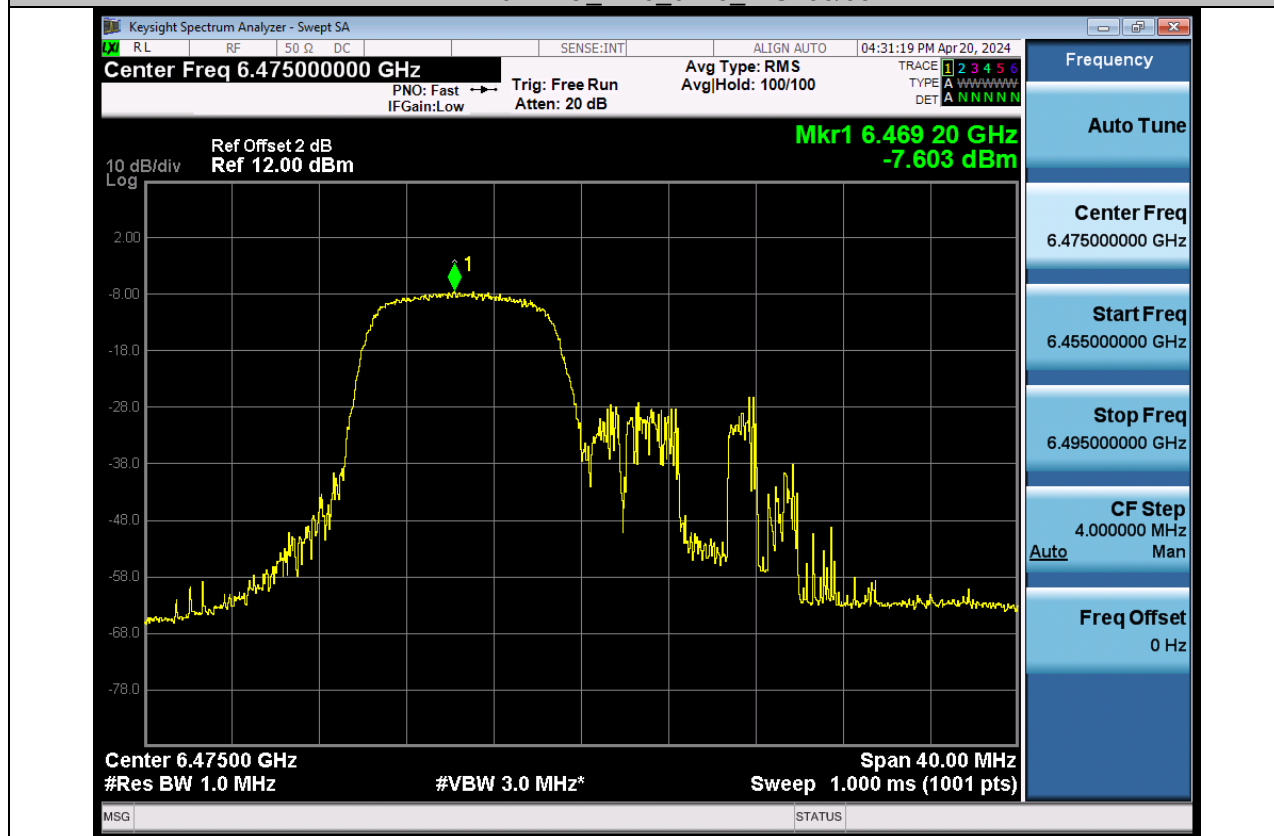 Keysight Spectrum Analyzer - Swept SA
LXI RL RF 50 Ω DC SENSE:INT ALIGN AUTO 04:31:19 PM Apr 20, 2024
Center Freq 6.475000000 GHz
PNO: Fast
IFGain:Low
Trig: Free Run
Atten: 20 dB
Avg Type: RMS
Avg|Hold: 100/100
TRACE 1 2 3 4 5 6
TYPE A WWWWW
DET A N N N N N
Frequency
Mkr1 6.469 20 GHz
-7.603 dBm
Ref Offset 2 dB
10 dB/div Ref 12.00 dBm
Log
1
2.00
-8.00
-18.0
-28.0
-38.0
-48.0
-58.0
-68.0
-78.0
Center 6.47500 GHz Span 40.00 MHz
#Res BW 1.0 MHz #VBW 3.0 MHz* Sweep 1.000 ms (1001 pts)
Auto Tune
Center Freq
6.475000000 GHz
Start Freq
6.455000000 GHz
Stop Freq
6.495000000 GHz
CF Step
4.000000 MHz
Auto Man
Freq Offset
0 Hz
MSG STATUS